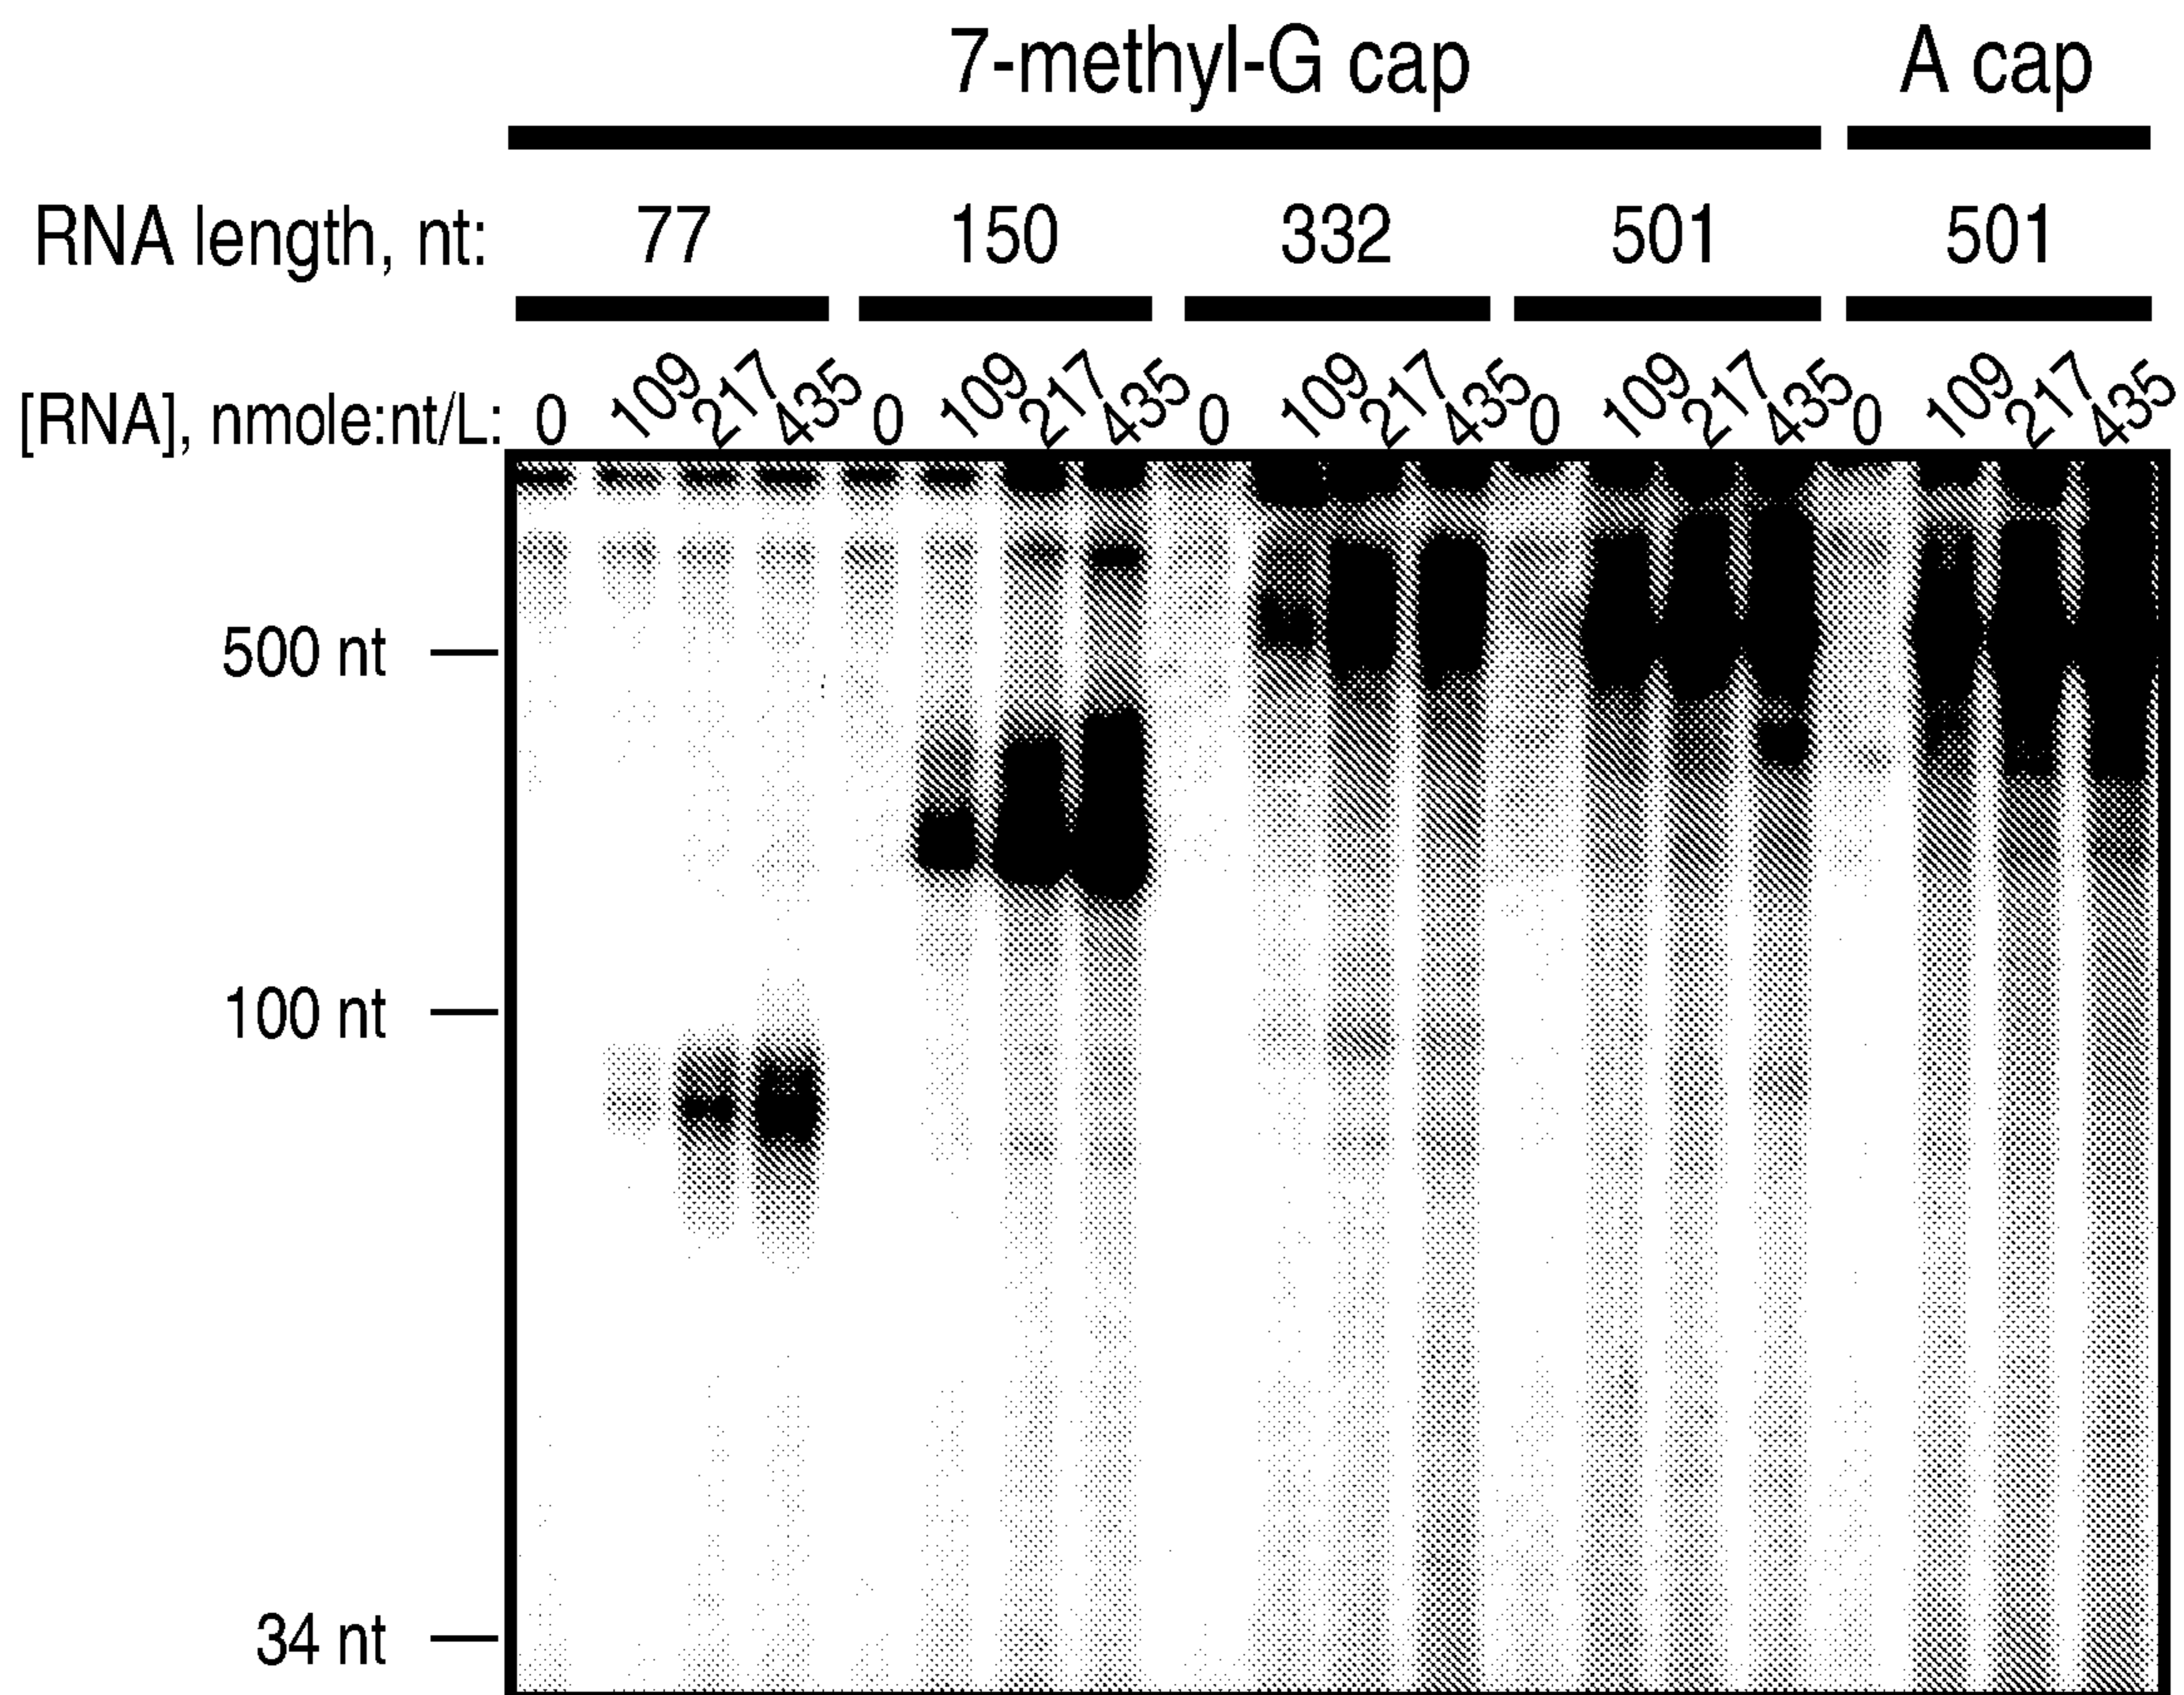 7-methyl-G cap A cap
RNA length, nt: 77 150 332 501 501
[RNA], nmole:nt/L: 0 109 217 435 0 109 217 435 0 109 217 435 0 109 217 435 0 109 217 435
500 nt
100 nt
34 nt